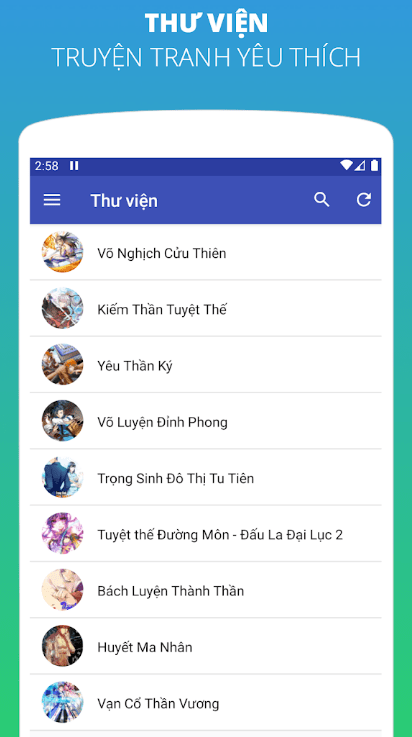 THƯ VIỆN
TRUYỆN TRANH YÊU THÍCH
2:58
Thư viện
Võ Nghịch Cửu Thiên
Kiếm Thần Tuyệt Thế
Yêu Thần Ký
Võ Luyện Đỉnh Phong
Trọng Sinh Đô Thị Tu Tiên
Tuyệt thế Đường Môn - Đấu La Đại Lục 2
Bách Luyện Thành Thần
Huyết Ma Nhân
Vạn Cổ Thần Vương